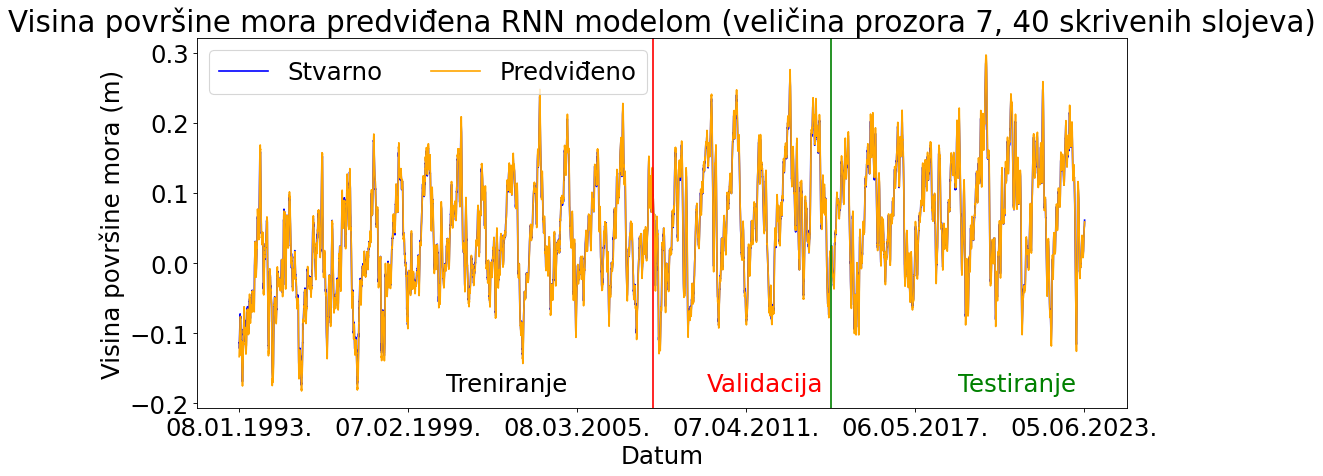 Visina površine mora predviđena RNN modelom (veličina prozora 7, 40 skrivenih slojeva)
Stvarno
Predviđeno
Visina površine mora (m)
0.3
0.2
0.1
0.0
−0.1
−0.2
Treniranje
Validacija
Testiranje
08.01.1993.
07.02.1999.
08.03.2005.
07.04.2011.
06.05.2017.
05.06.2023.
Datum